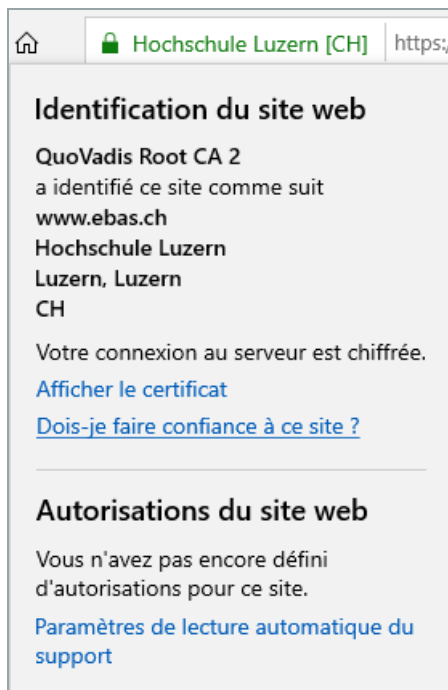 Hochschule Luzern [CH] https:/
Identification du site web
QuoVadis Root CA 2
a identifié ce site comme suit
www.ebas.ch
Hochschule Luzern
Luzern, Luzern
CH
Votre connexion au serveur est chiffrée.
Afficher le certificat
Dois-je faire confiance à ce site ?
Autorisations du site web
Vous n'avez pas encore défini
d'autorisations pour ce site.
Paramètres de lecture automatique du
support